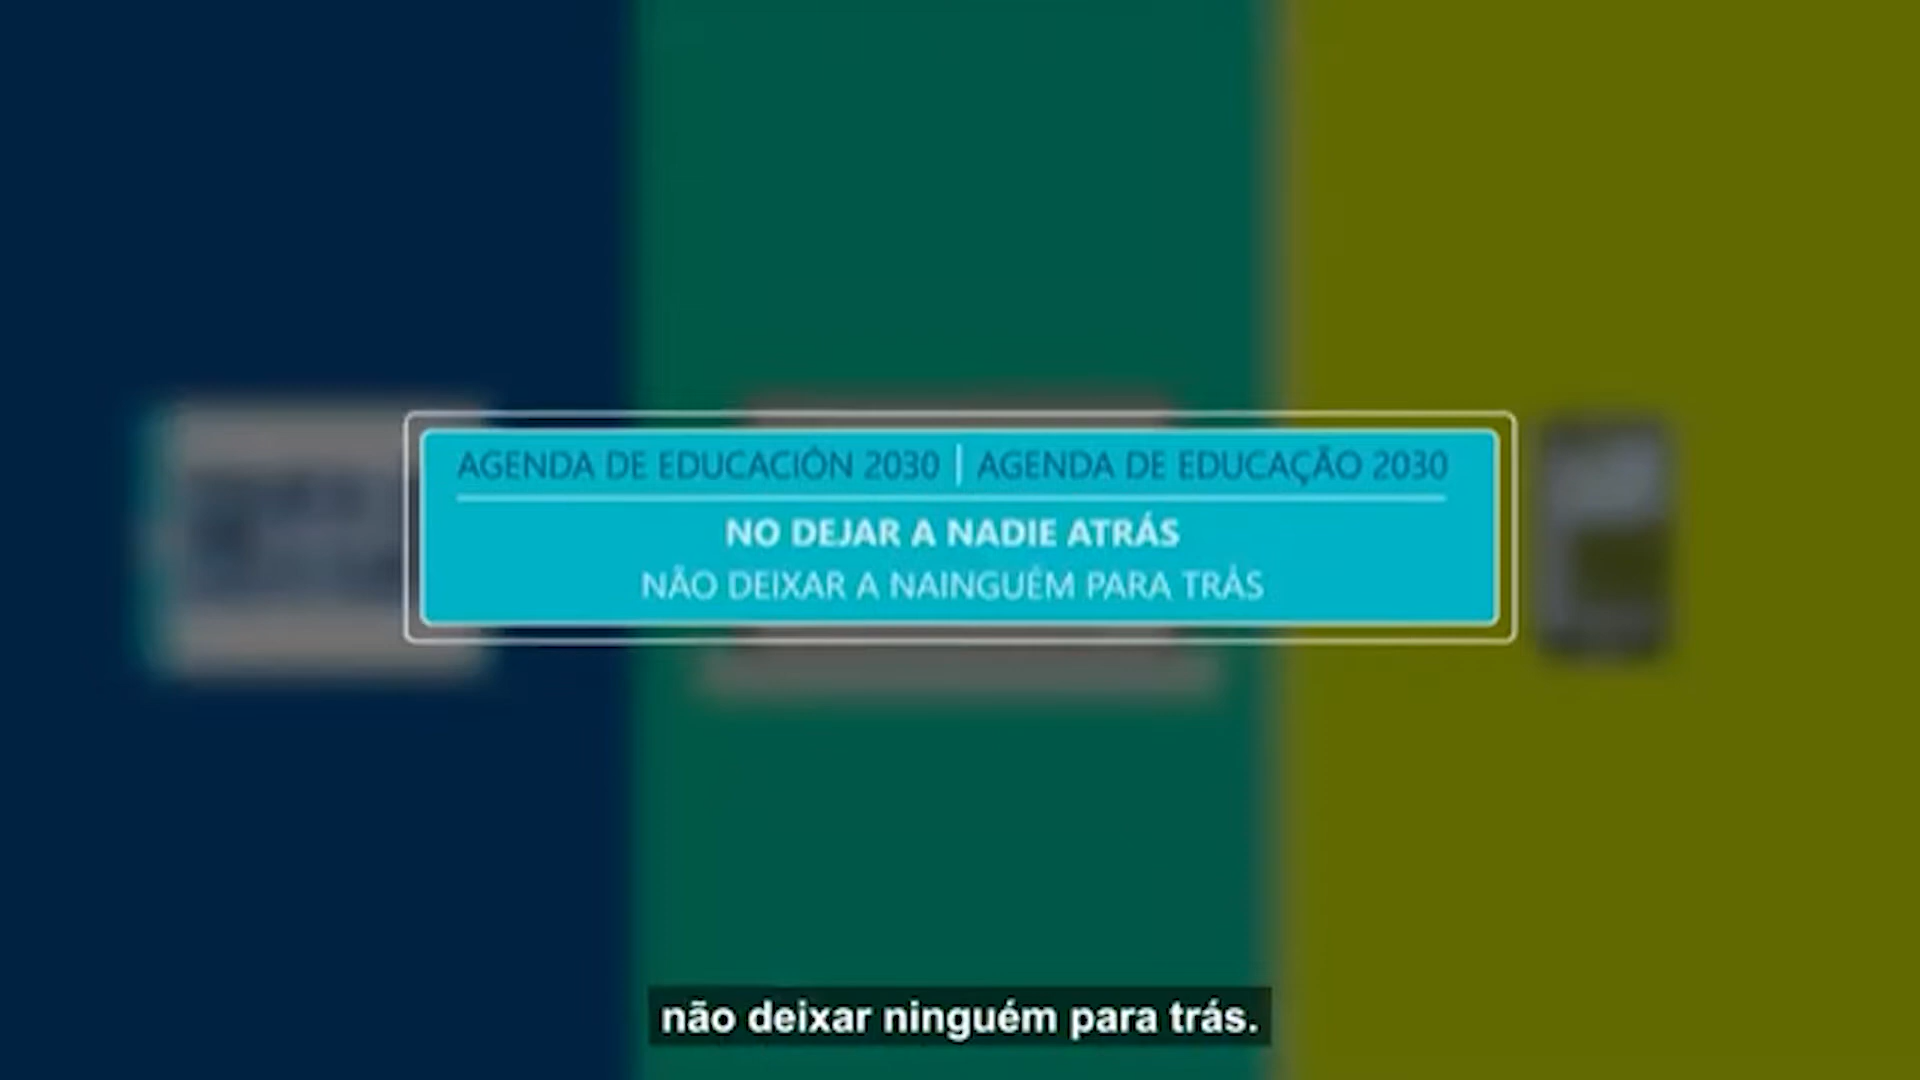 AGENDA DE EDUCACIÓN 2030 | AGENDA DE EDUCAÇÃO 2030
NO DEJAR A NADIE ATRÁS
NÃO DEIXAR A NAINGUÉM PARA TRÁS
não deixar ninguém para trás.